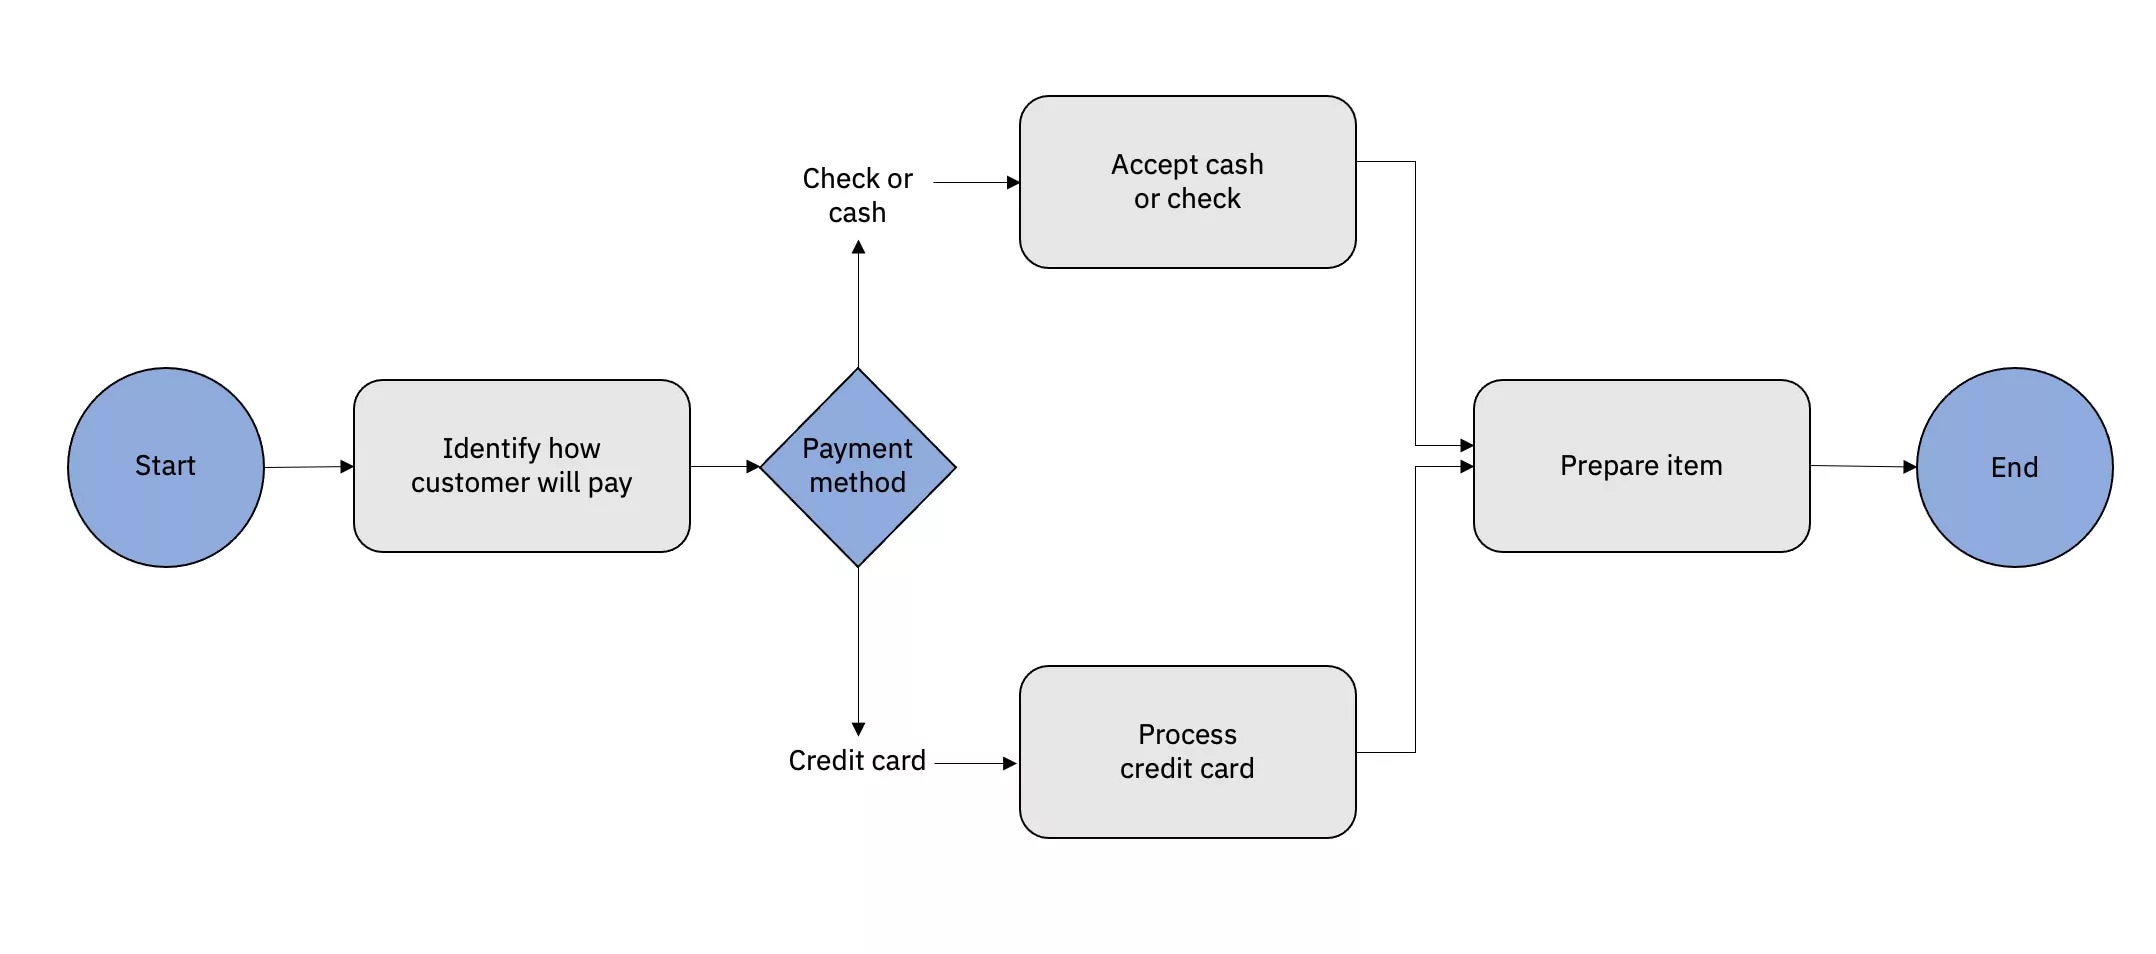 Start
Identify how
customer will pay
Payment
method
Check or
cash
Accept cash
or check
Credit card
Process
credit card
Prepare item
End